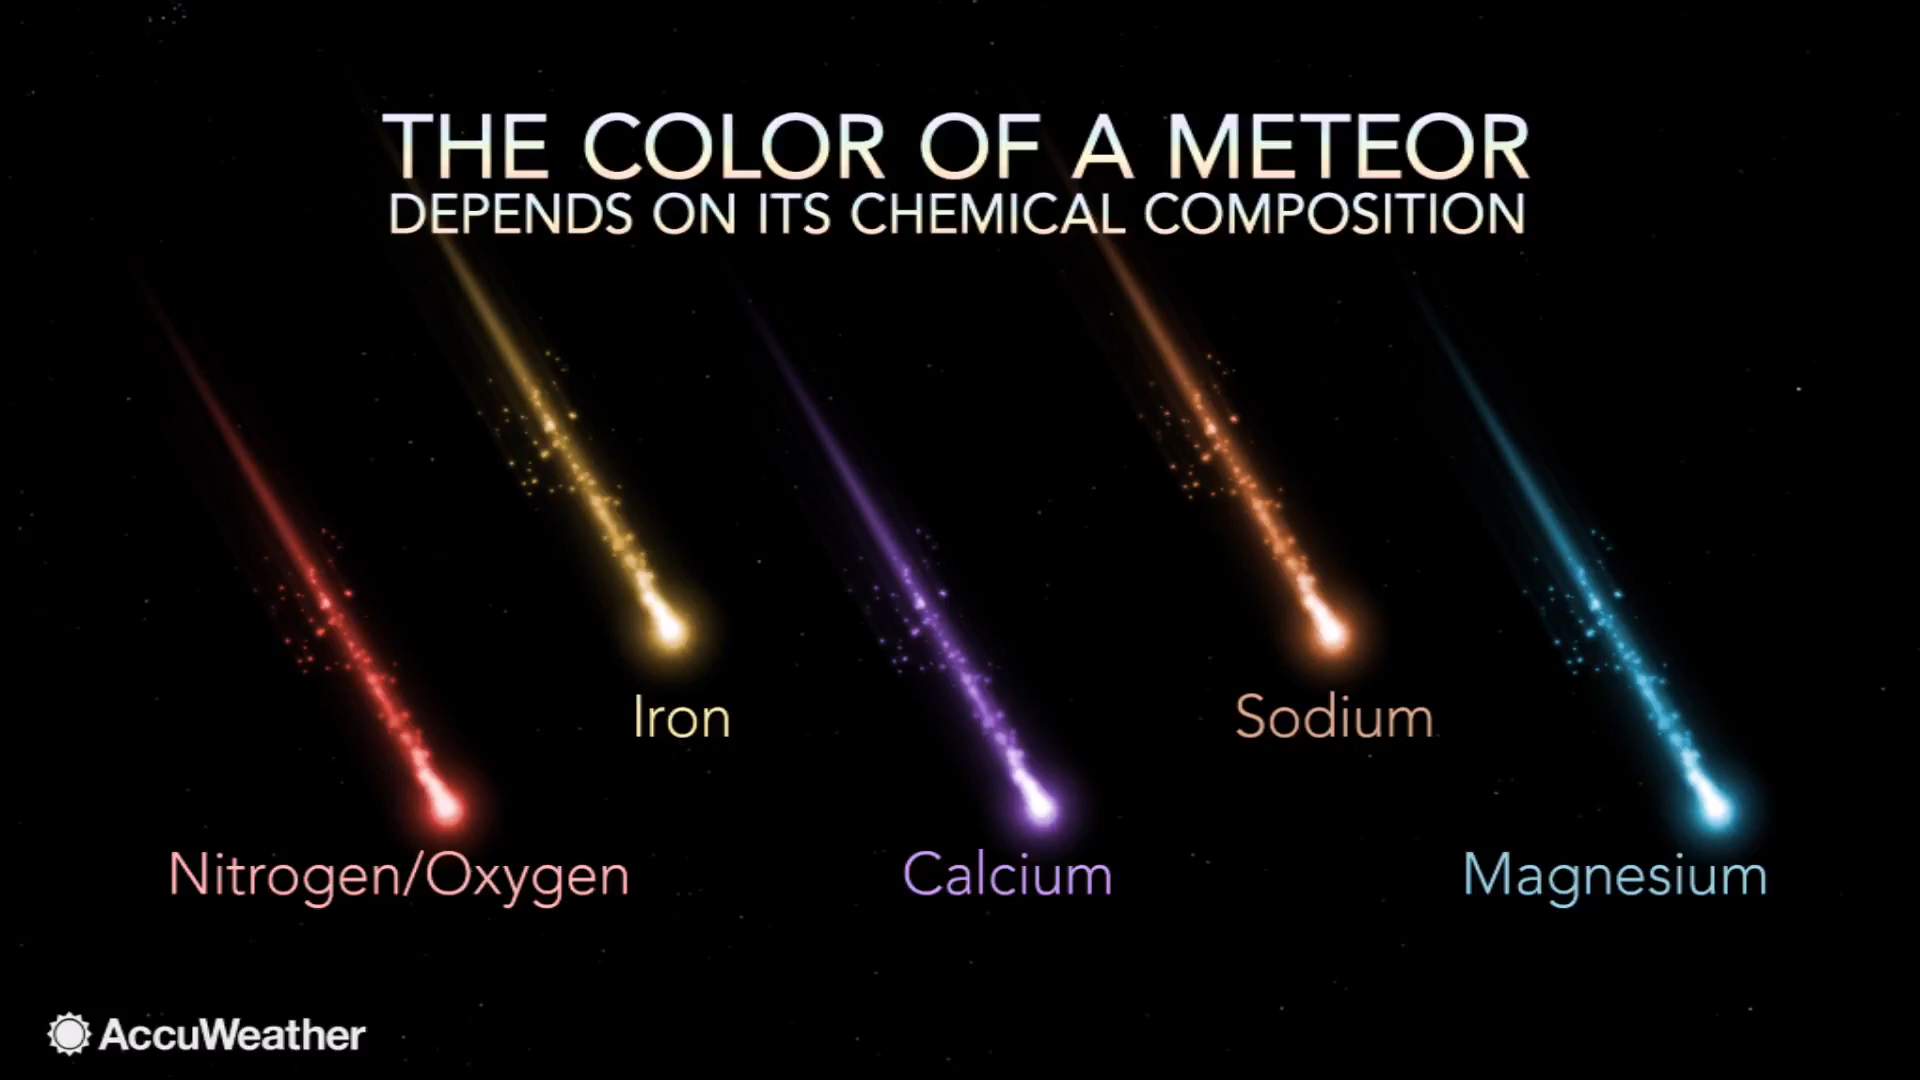 THE COLOR OF A METEOR
DEPENDS ON ITS CHEMICAL COMPOSITION
Iron
Sodium
Nitrogen/Oxygen
Calcium
Magnesium
AccuWeather